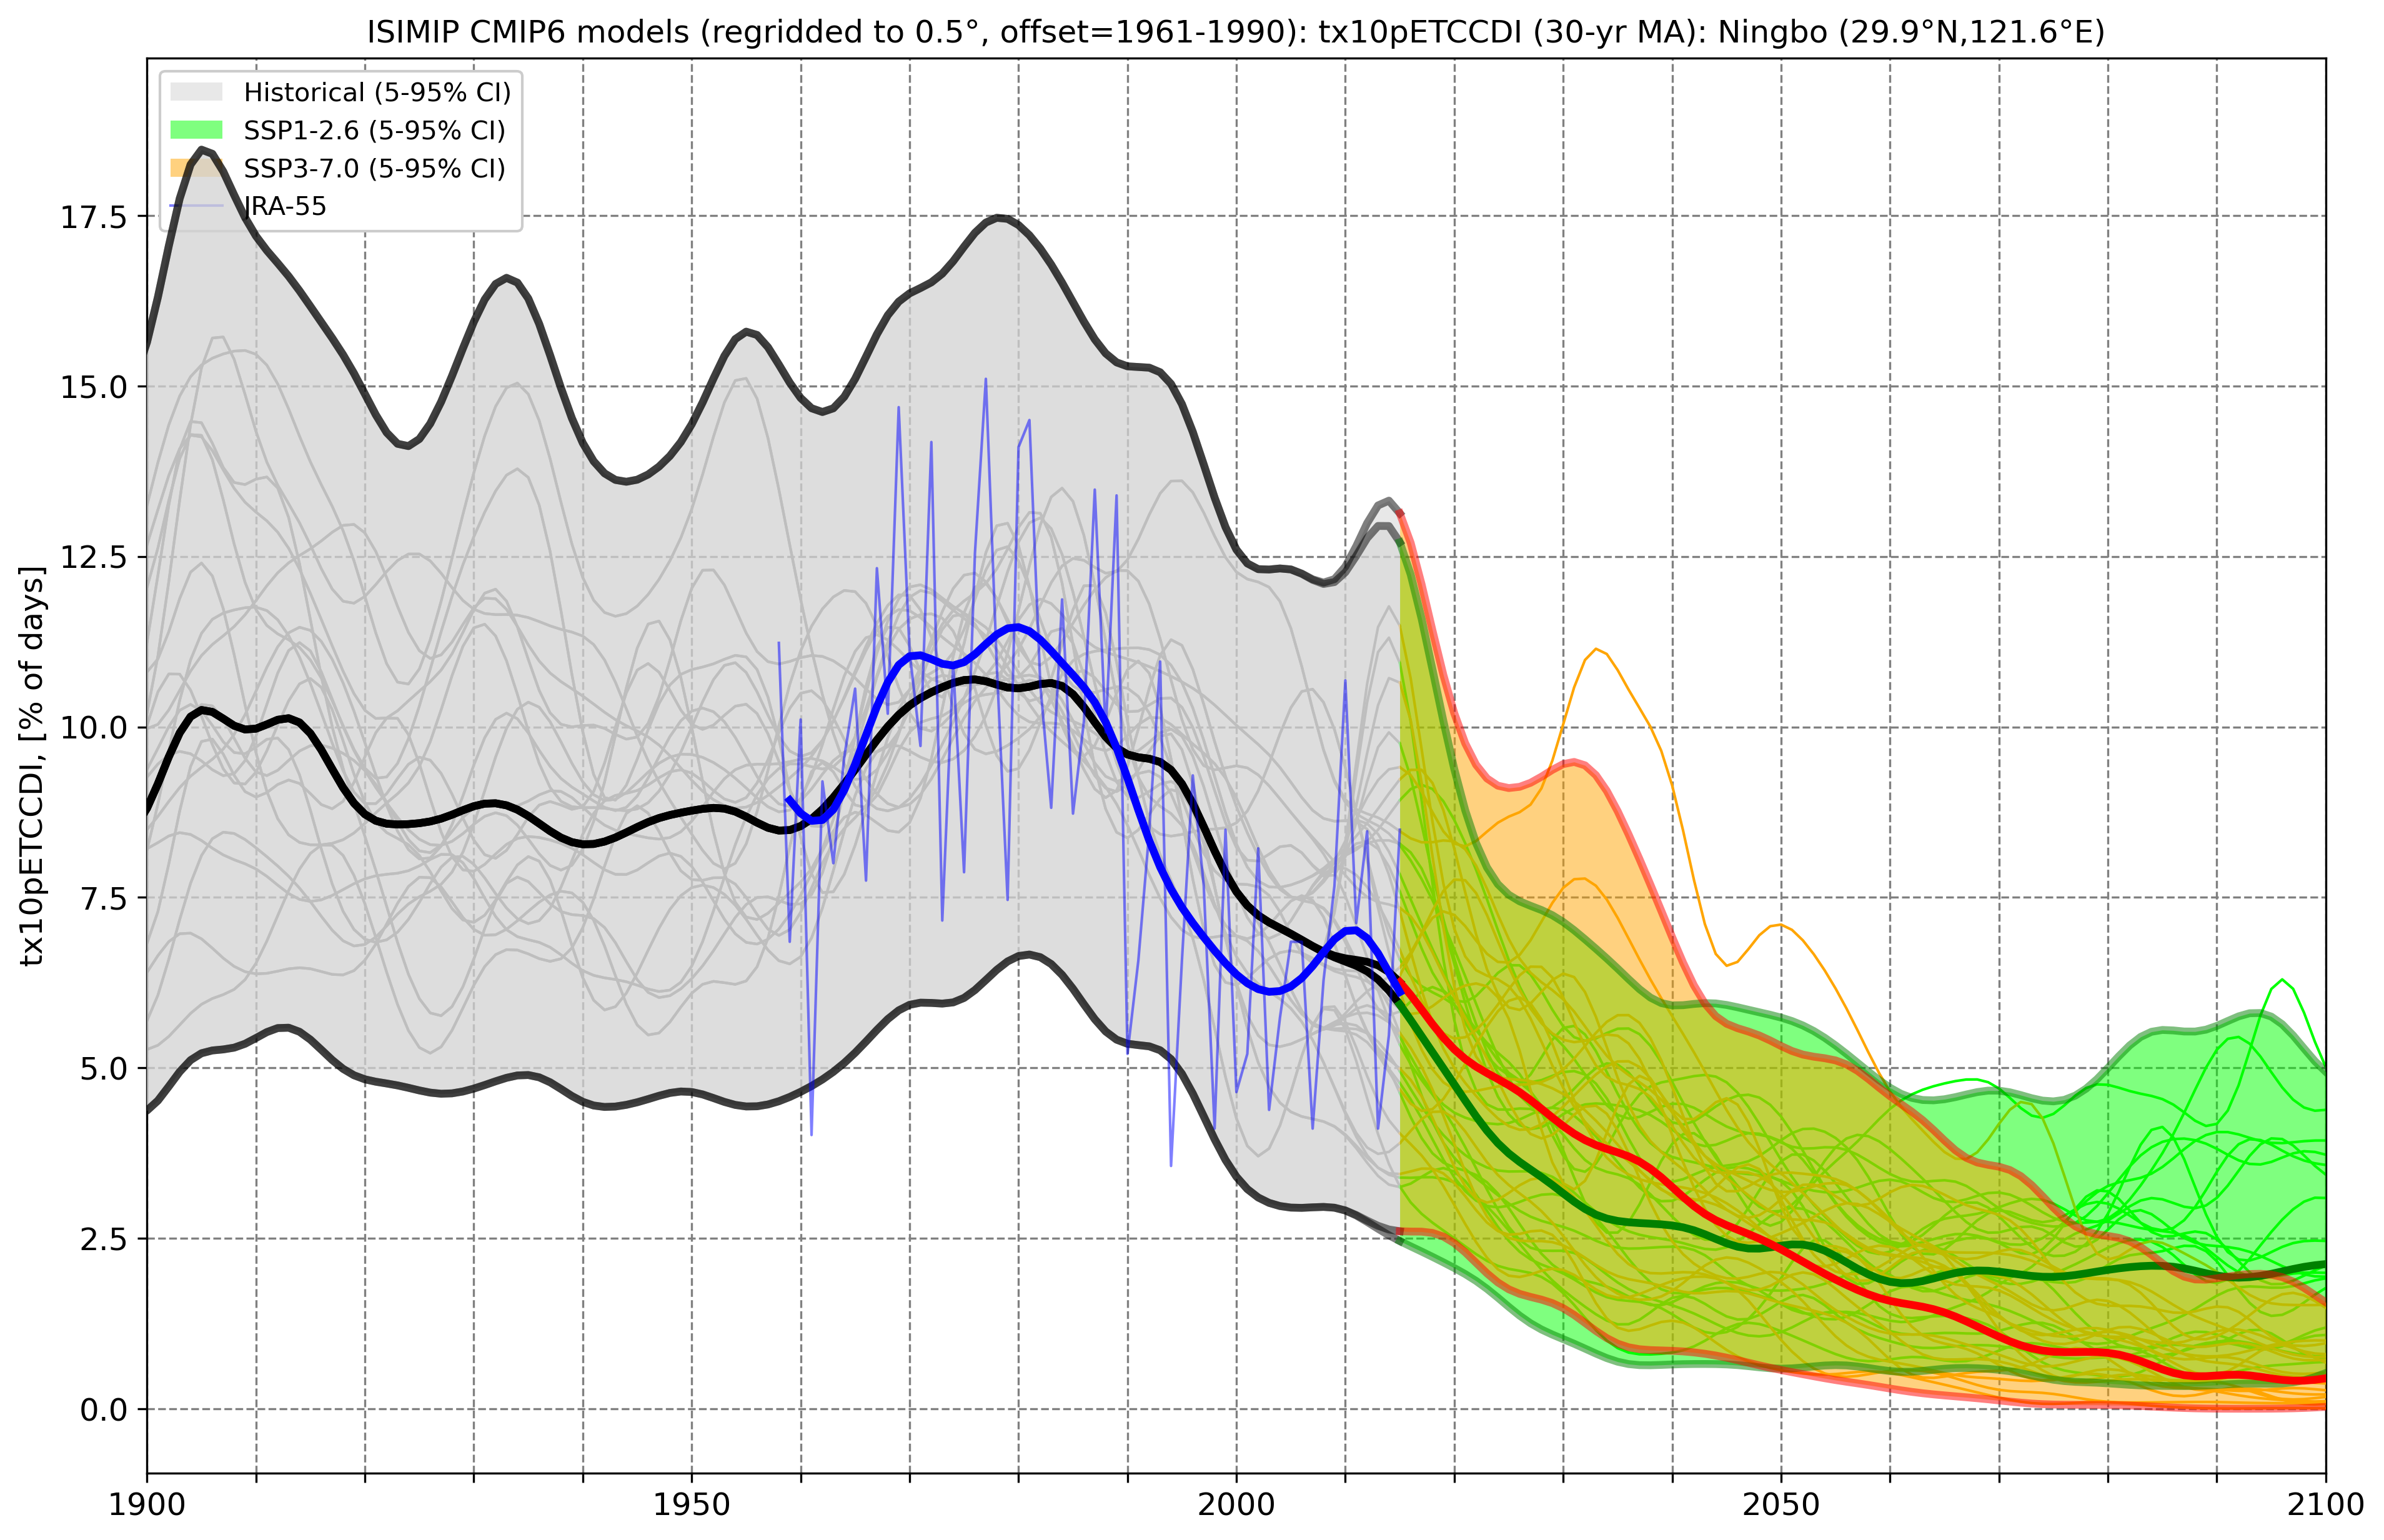 ISIMIP CMIP6 models (regridded to 0.5°, offset=1961-1990): tx10pETCCDI (30-yr MA): Ningbo (29.9°N,121.6°E)
Historical (5-95% CI)
SSP1-2.6 (5-95% CI)
SSP3-7.0 (5-95% CI)
JRA-55
tx10pETCCDI, [% of days]
17.5
15.0
12.5
10.0
7.5
5.0
2.5
0.0
1900
1950
2000
2050
2100